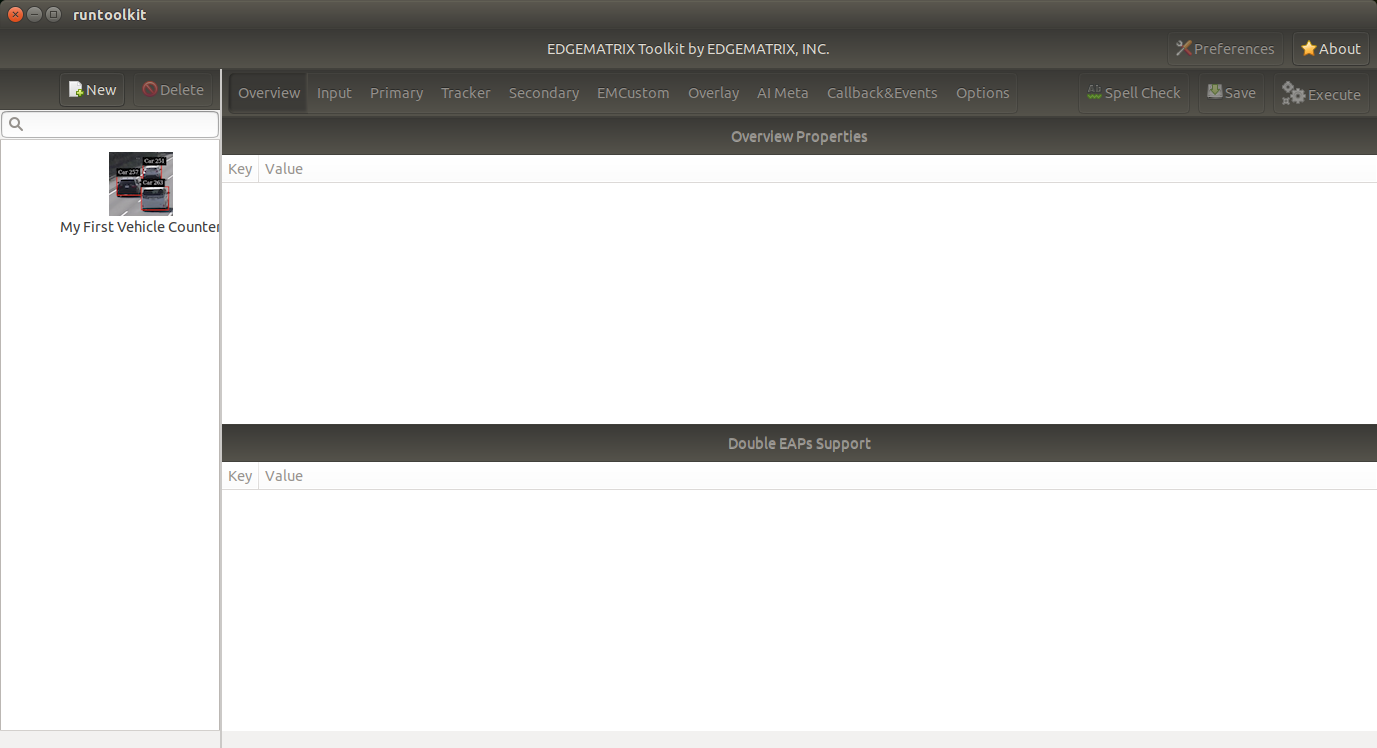 runtoolkit
EDGEMATRIX Toolkit by EDGEMATRIX, INC.
Preferences
About
New
Delete
Overview
Input
Primary
Tracker
Secondary
EMCustom
Overlay
AI Meta
Callback&Events
Options
Spell Check
Save
Execute
Car 251
Car 257
Car 263
My First Vehicle Counter
Overview Properties
Key Value
Double EAPs Support
Key Value